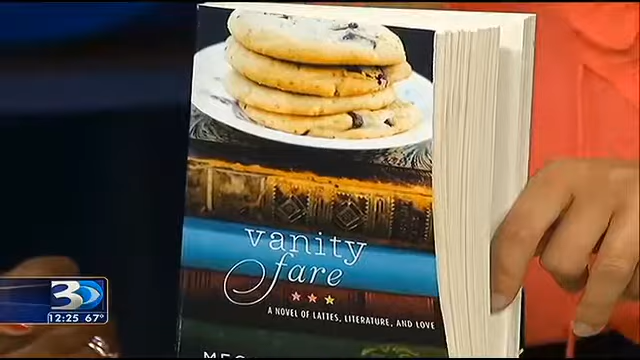 vanity
fare
A NOVEL OF LATTES, LITERATURE, AND LOVE
3
12:25 67°